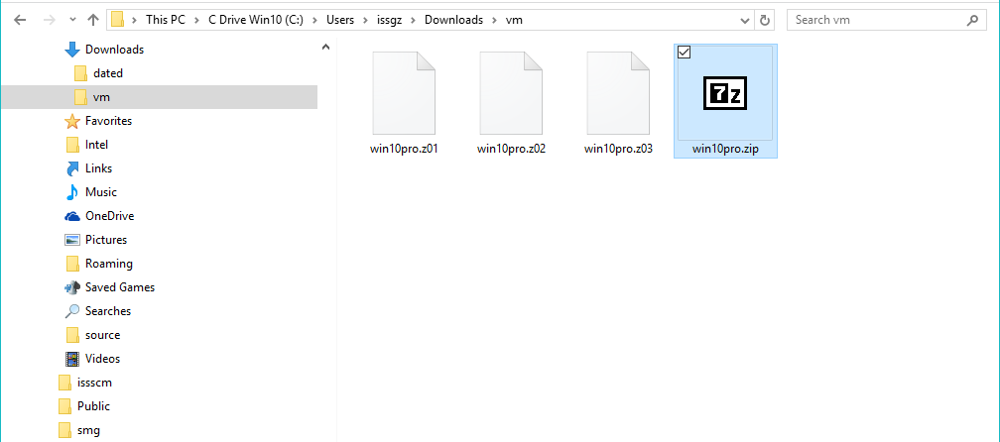 This PC > C Drive Win10 (C:) > Users > issgz > Downloads > vm
Search vm
Downloads
dated
vm
Favorites
Intel
Links
Music
OneDrive
Pictures
Roaming
Saved Games
Searches
source
Videos
issscm
Public
smg
7z
win10pro.z01
win10pro.z02
win10pro.z03
win10pro.zip